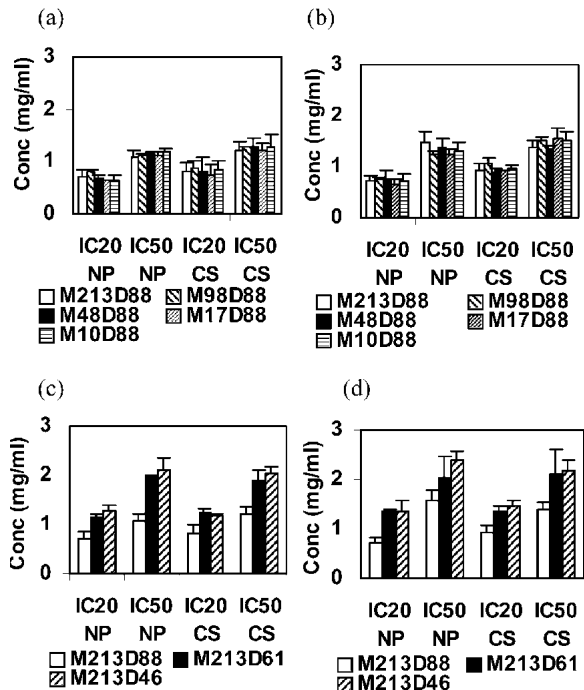 (a)
Conc (mg/ml)
3
2
1
0
IC20 IC50 IC20 IC50
NP NP CS CS
M213D88 M98D88
M48D88 M17D88
M10D88
(b)
Conc (mg/ml)
3
2
1
0
IC20 IC50 IC20 IC50
NP NP CS CS
M213D88 M98D88
M48D88 M17D88
M10D88
(c)
Conc (mg/ml)
3
2
1
0
IC20 IC50 IC20 IC50
NP NP CS CS
M213D88 M213D61
M213D46
(d)
Conc (mg/ml)
3
2
1
0
IC20 IC50 IC20 IC50
NP NP CS CS
M213D88 M213D61
M213D46